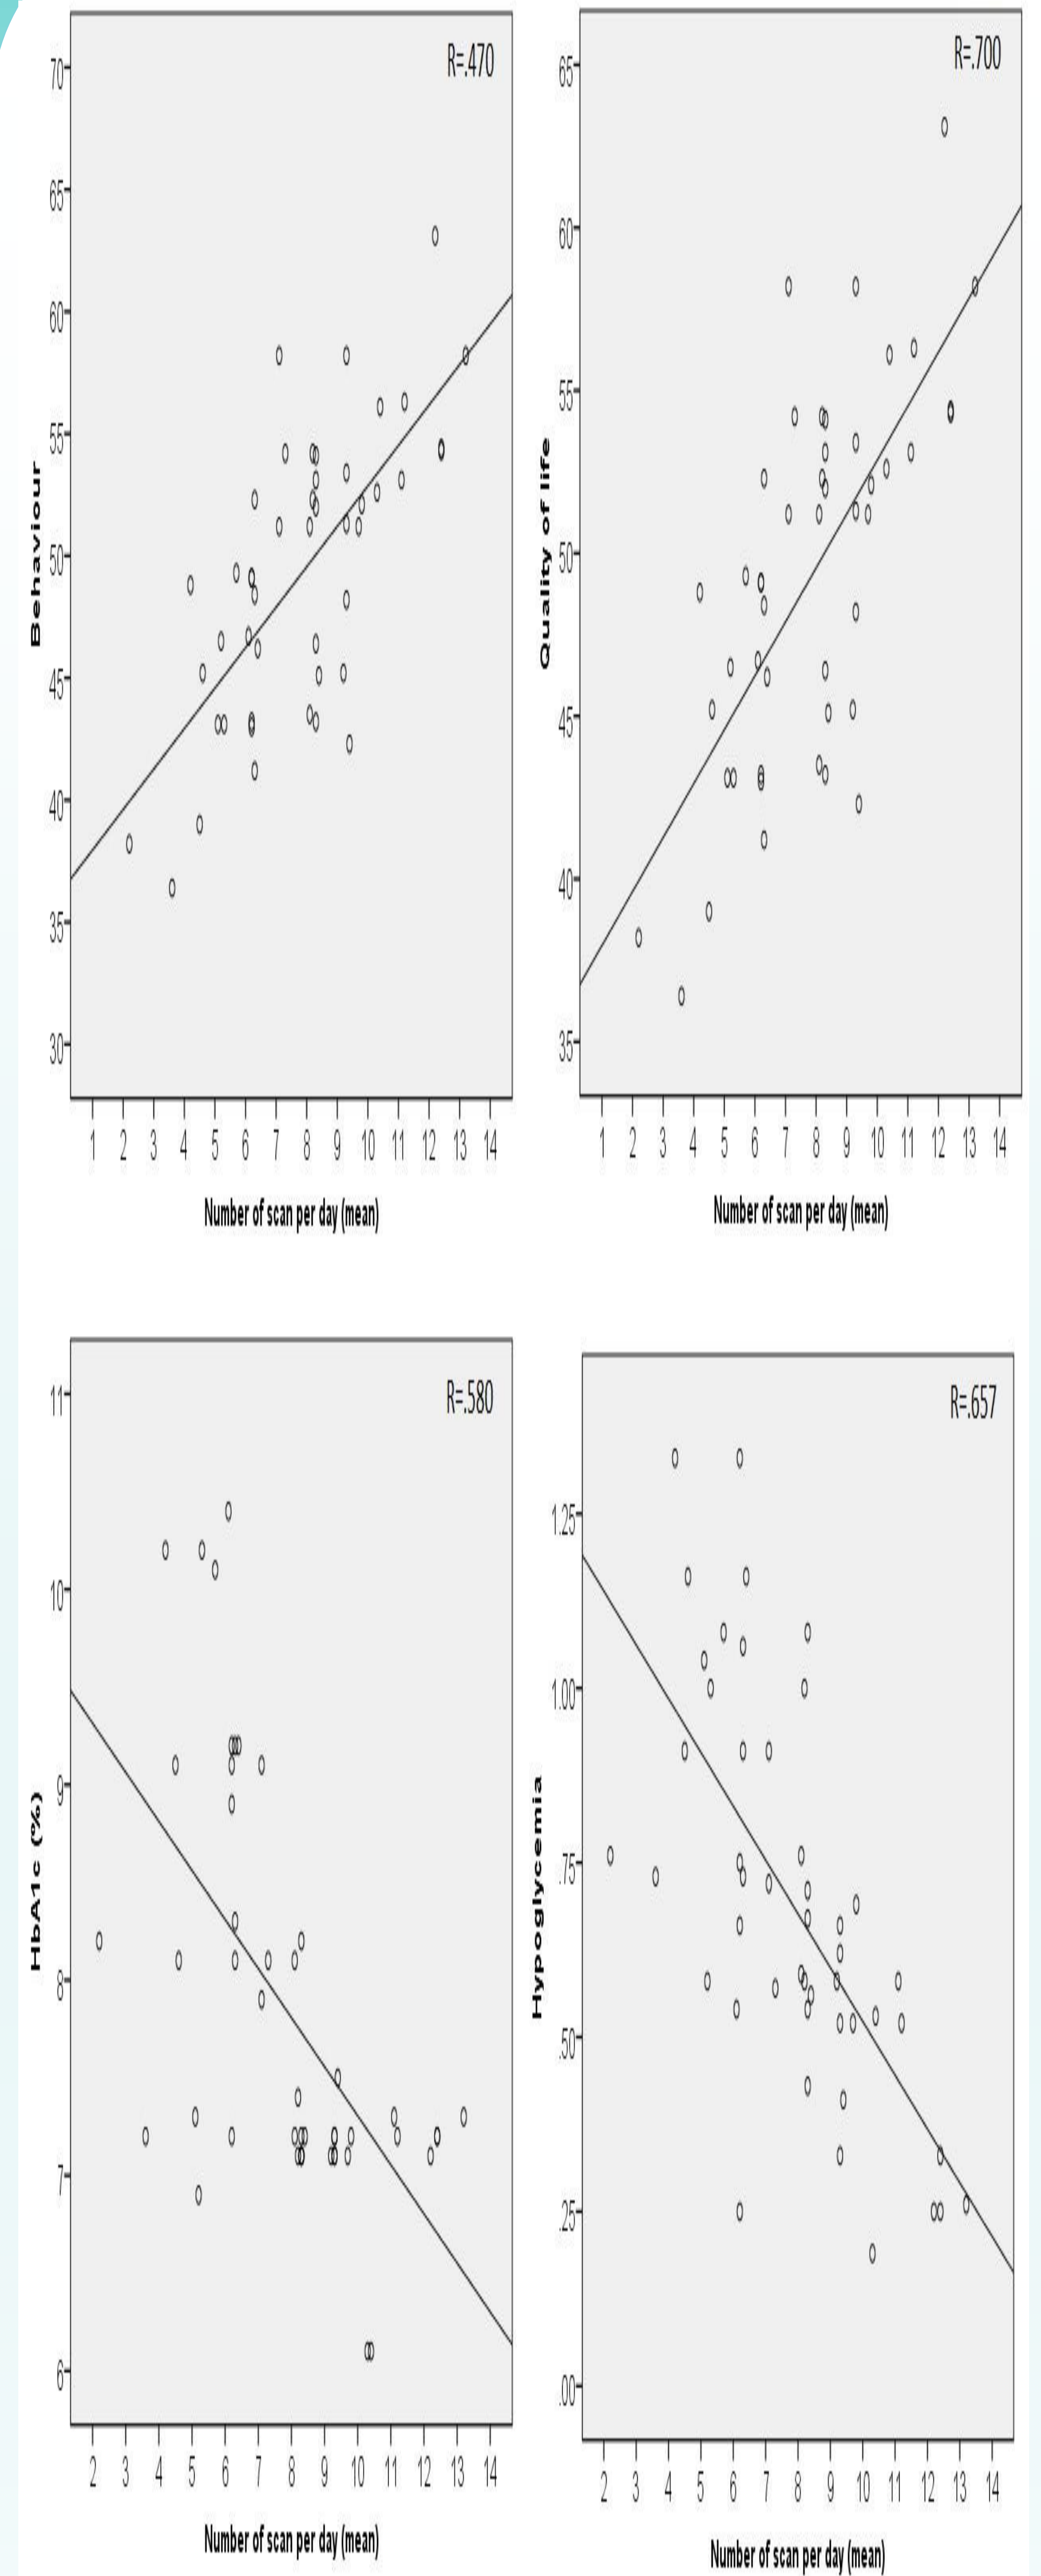 R=.470
Behaviour
70
65
60
55
50
45
40
35
30
1 2 3 4 5 6 7 8 9 10 11 12 13 14
Number of scan per day (mean)
R=.700
Quality of life
65
60
55
50
45
40
35
1 2 3 4 5 6 7 8 9 10 11 12 13 14
Number of scan per day (mean)
R=.580
HbA1c (%)
11
10
9
8
7
6
2 3 4 5 6 7 8 9 10 11 12 13 14
Number of scan per day (mean)
R=.657
Hypoglycemia
1.25
1.00
.75
.50
.25
.00
2 3 4 5 6 7 8 9 10 11 12 13 14
Number of scan per day (mean)